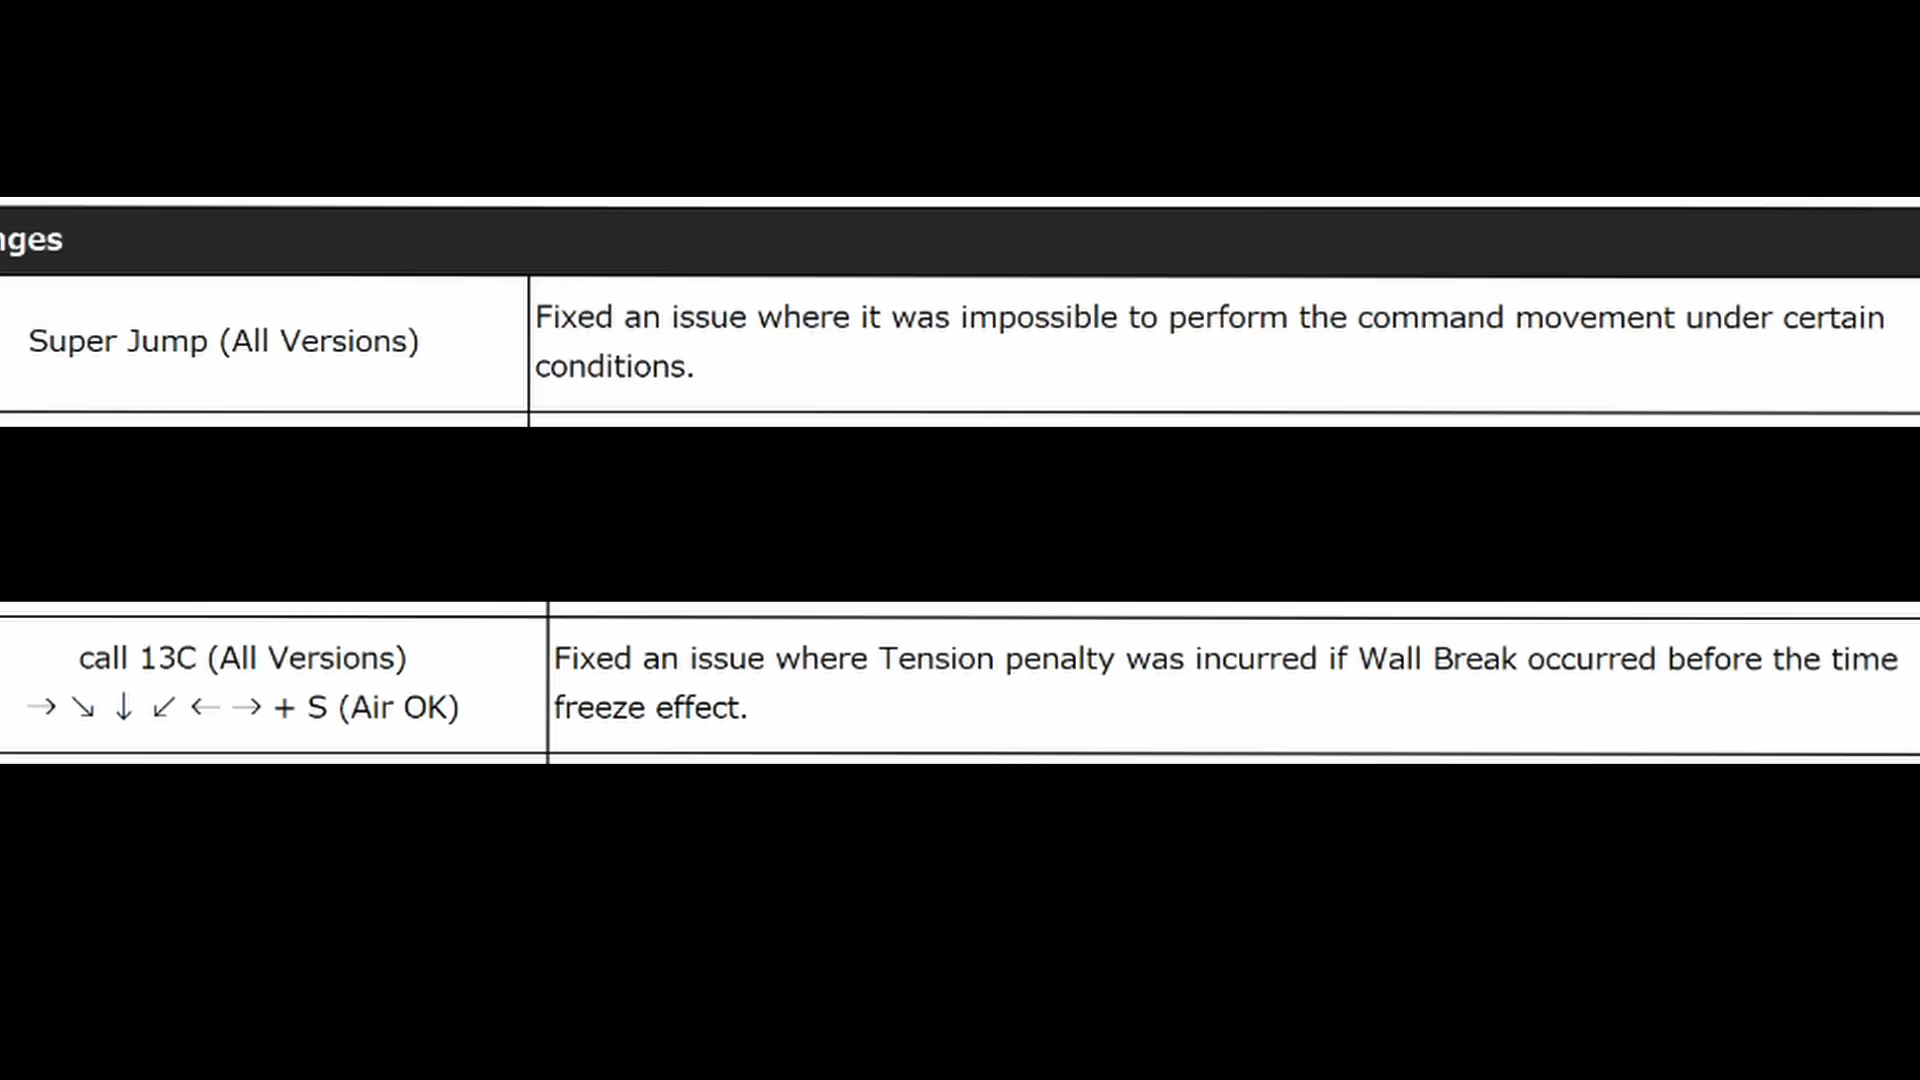 nges
Super Jump (All Versions)
Fixed an issue where it was impossible to perform the command movement under certain
conditions.
call 13C (All Versions)
→ ↘ ↓ ↙ ← → + S (Air OK)
Fixed an issue where Tension penalty was incurred if Wall Break occurred before the time
freeze effect.